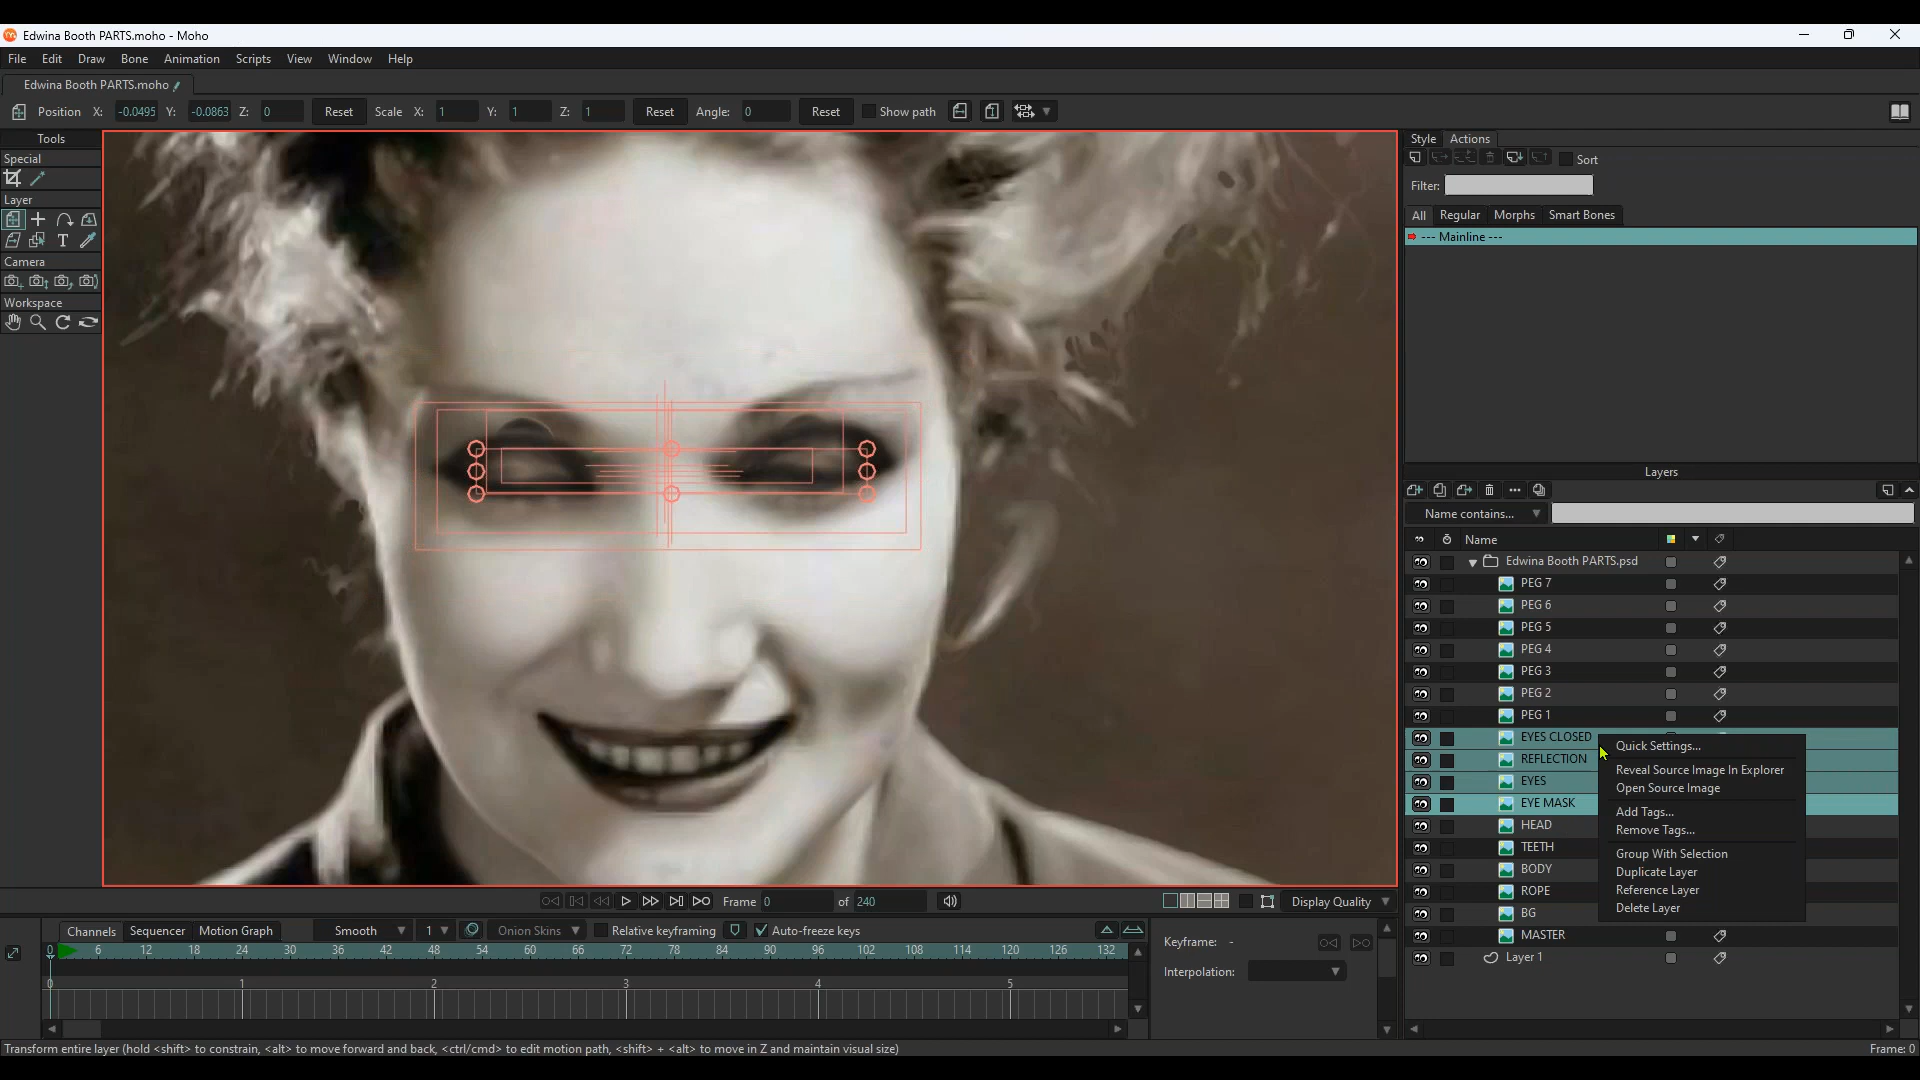 Edwina Booth PARTS.moho - Moho
File Edit Draw Bone Animation Scripts View Window Help
Edwina Booth PARTS.moho
Position X: -0.0495 Y: -0.0863 Z: 0 Reset Scale X: 1 Y: 1 Z: 1 Reset Angle: 0 Reset Show path
Tools
Special
Layer
Camera
Workspace
Style Actions
Sort
Filter:
All Regular Morphs Smart Bones
--- Mainline ---
Layers
Name contains...
Name
Edwina Booth PARTS.psd
PEG 7
PEG 6
PEG 5
PEG 4
PEG 3
PEG 2
PEG 1
EYES CLOSED
REFLECTION
EYES
EYE MASK
HEAD
TEETH
BODY
ROPE
BG
MASTER
Layer 1
Quick Settings...
Reveal Source Image In Explorer
Open Source Image
Add Tags...
Remove Tags...
Group With Selection
Duplicate Layer
Reference Layer
Delete Layer
Frame 0 of 240 Display Quality
Channels Sequencer Motion Graph Smooth 1 Onion Skins Relative keyframing Auto-freeze keys
0 6 12 18 24 30 36 42 48 54 60 66 72 78 84 90 96 102 108 114 120 126 132
0 1 2 3 4 5
Keyframe: -
Interpolation:
Transform entire layer (hold <shift> to constrain, <alt> to move forward and back, <ctrl/cmd> to edit motion path, <shift> + <alt> to move in Z and maintain visual size)
Frame: 0